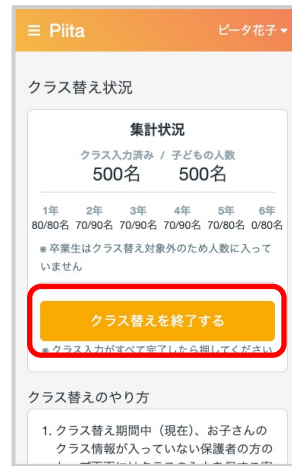 ≡ Piita ピータ花子
クラス替え状況
集計状況
クラス入力済み / 子どもの人数
500名 500名
1年 2年 3年 4年 5年 6年
80/80名 70/90名 70/90名 70/90名 70/80名 0/80名
※卒業生はクラス替え対象外のため人数に入って
いません
クラス替えを終了する
※クラス入力がすべて完了したら押してください
クラス替えのやり方
1. クラス替え期間中（現在）、お子さんの
クラス情報が入っていない保護者の方の